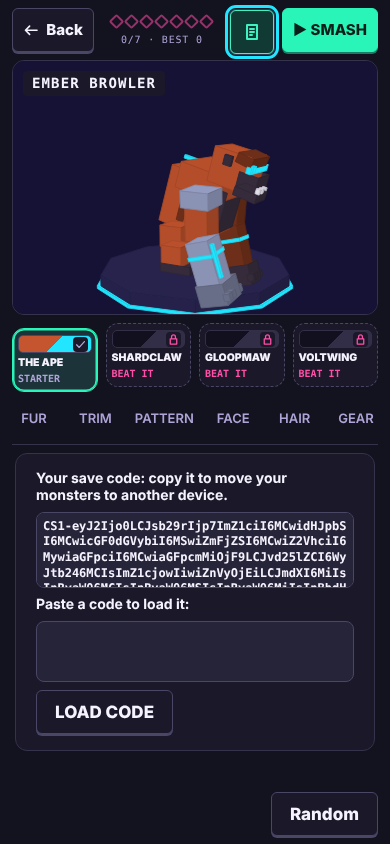 ← Back
0/7 · BEST 0
▶ SMASH
EMBER BROWLER
THE APE
STARTER
SHARDCLAW
BEAT IT
GLOOPMAW
BEAT IT
VOLTWING
BEAT IT
FUR TRIM PATTERN FACE HAIR GEAR
Your save code: copy it to move your
monsters to another device.
CS1-eyJ2Ijo0LCJsb29rIjp7ImZ1ciI6MCwidHJpbS
I6MCwicGF0dGVybiI6MSwiZmFjZSI6MCwiZ2VhciI6
MywiaGFpciI6MCwiaGFpcmMiOjF9LCJvd25lZCI6Wy
Jtb246MCIsImZ1cjowIiwiZnVyOjEiLCJmdXI6MiIs
Paste a code to load it:
LOAD CODE
Random